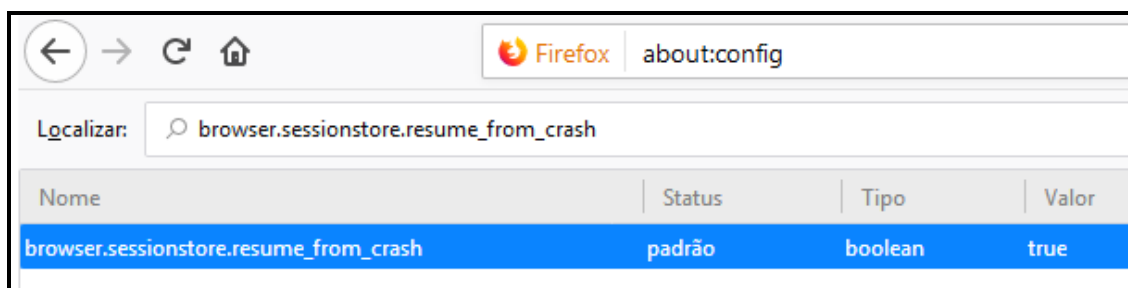 Firefox about:config
Localizar: browser.sessionstore.resume_from_crash
Nome Status Tipo Valor
browser.sessionstore.resume_from_crash padrão boolean true